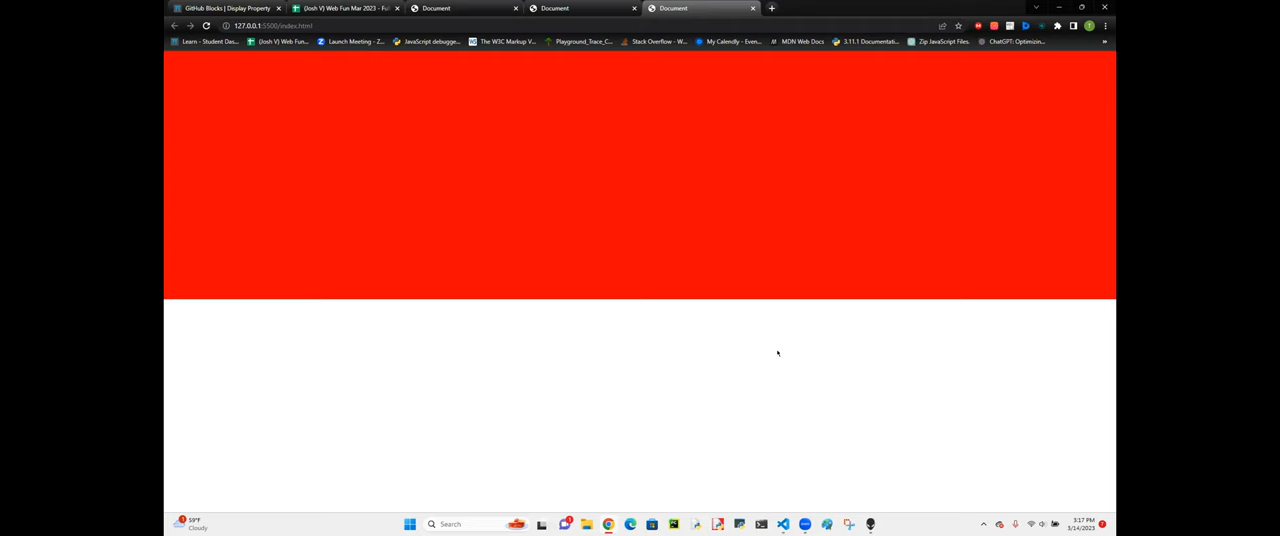 GitHub Blocks | Display Property
(Josh V) Web Fun Mar 2023 - Ful
Document
Document
Document
127.0.0.1:5500/index.html
Learn - Student Das...
(Josh V) Web Fun...
Launch Meeting - Z...
JavaScript debugge...
The W3C Markup V...
Playground_Trace_C...
Stack Overflow - W...
My Calendly - Even...
MDN Web Docs
3.11.1 Documentati...
Zip JavaScript Files
ChatGPT: Optimizin...
59°F
Cloudy
Search
3:17 PM
3/14/2023